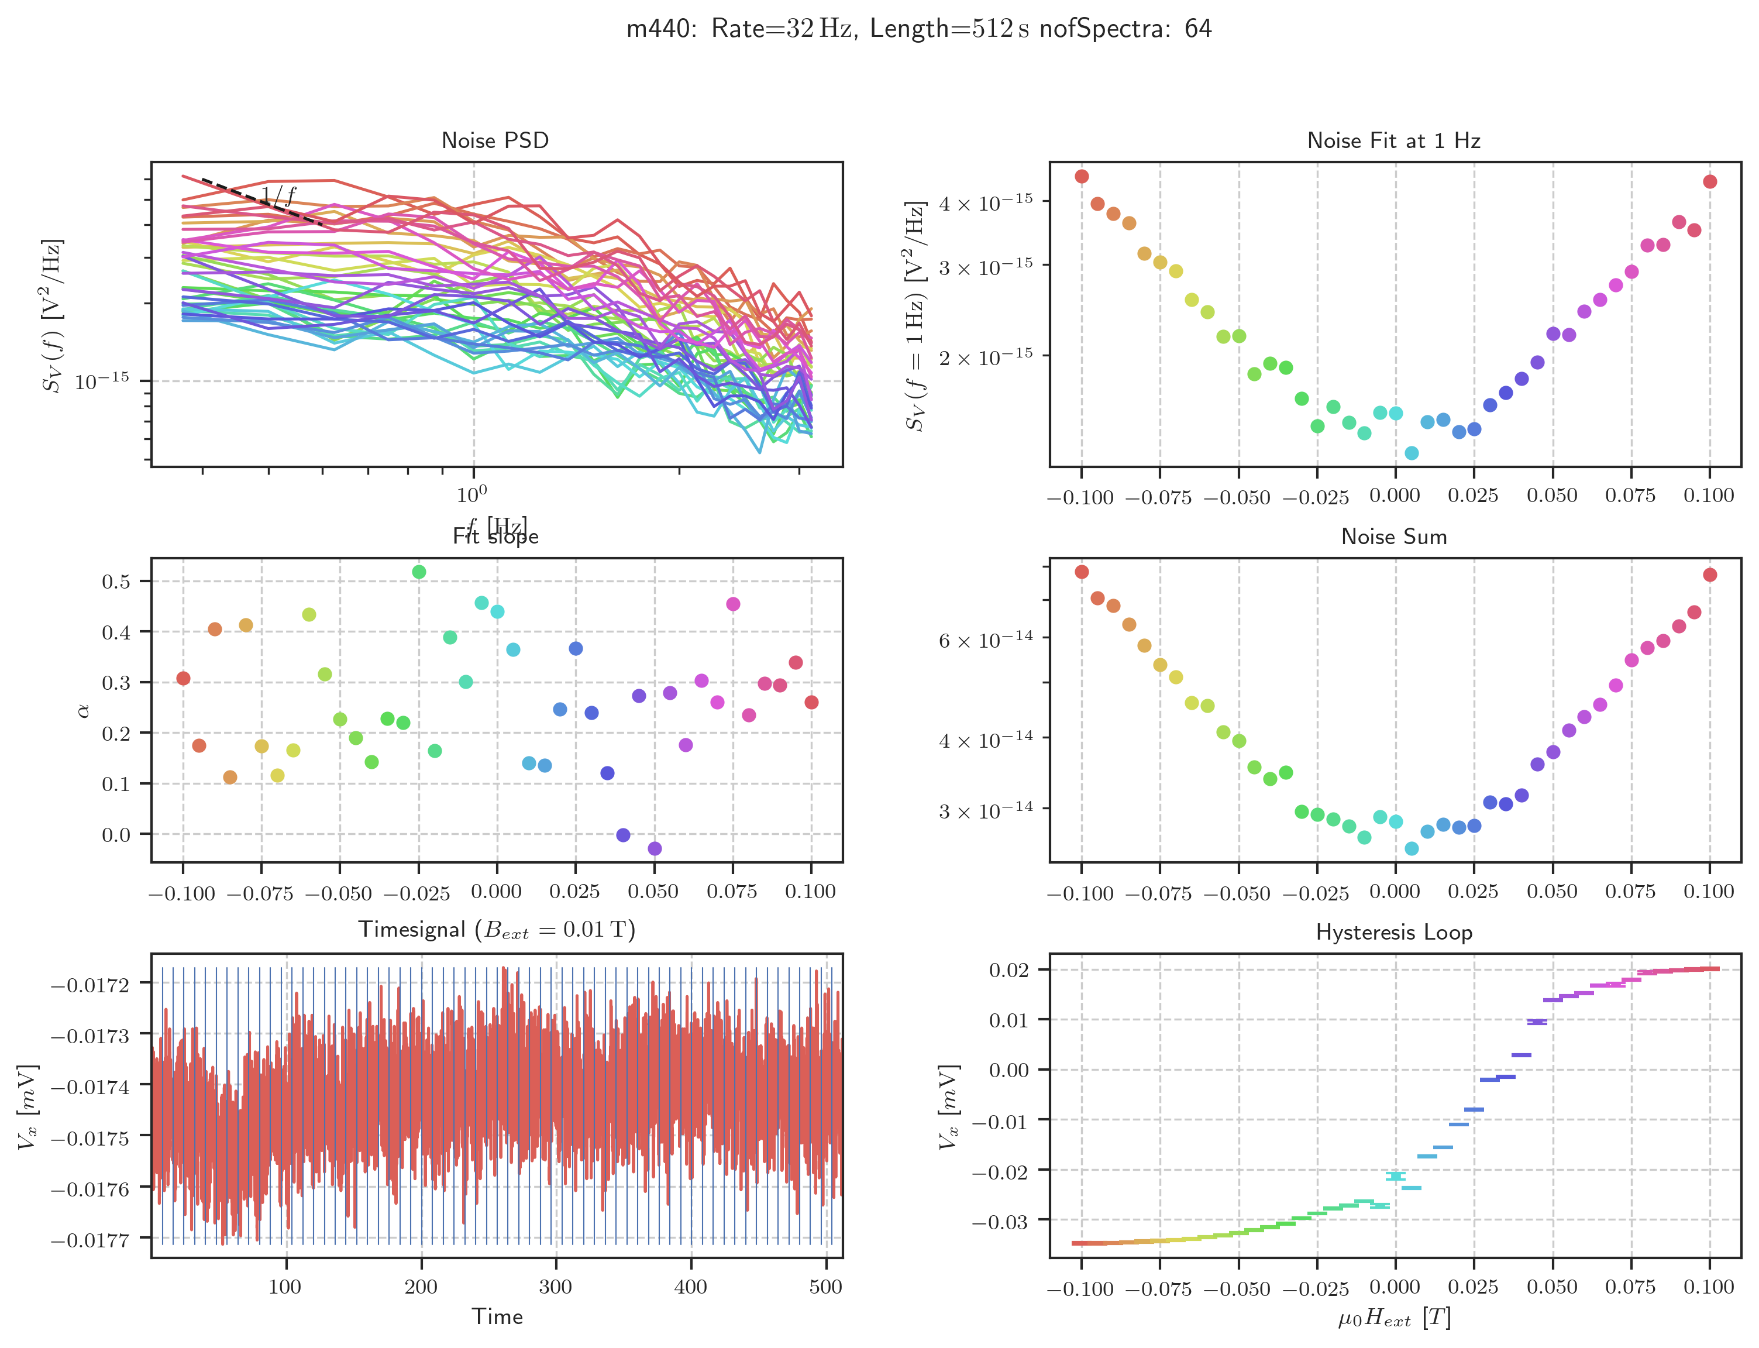 m440: Rate=32 Hz, Length=512 s nofSpectra: 64
Noise PSD
1/f
S_V(f) [V²/Hz]
10⁻¹⁵
10⁰
f [Hz]
Noise Fit at 1 Hz
S_V(f = 1 Hz) [V²/Hz]
4 × 10⁻¹⁵
3 × 10⁻¹⁵
2 × 10⁻¹⁵
−0.100 −0.075 −0.050 −0.025 0.000 0.025 0.050 0.075 0.100
Fit slope
α
0.5
0.4
0.3
0.2
0.1
0.0
−0.100 −0.075 −0.050 −0.025 0.000 0.025 0.050 0.075 0.100
Noise Sum
6 × 10⁻¹⁴
4 × 10⁻¹⁴
3 × 10⁻¹⁴
−0.100 −0.075 −0.050 −0.025 0.000 0.025 0.050 0.075 0.100
Timesignal (B_ext = 0.01 T)
V_x [mV]
−0.0172
−0.0173
−0.0174
−0.0175
−0.0176
−0.0177
100 200 300 400 500
Time
Hysteresis Loop
V_x [mV]
0.02
0.01
0.00
−0.01
−0.02
−0.03
−0.100 −0.075 −0.050 −0.025 0.000 0.025 0.050 0.075 0.100
μ₀H_ext [T]